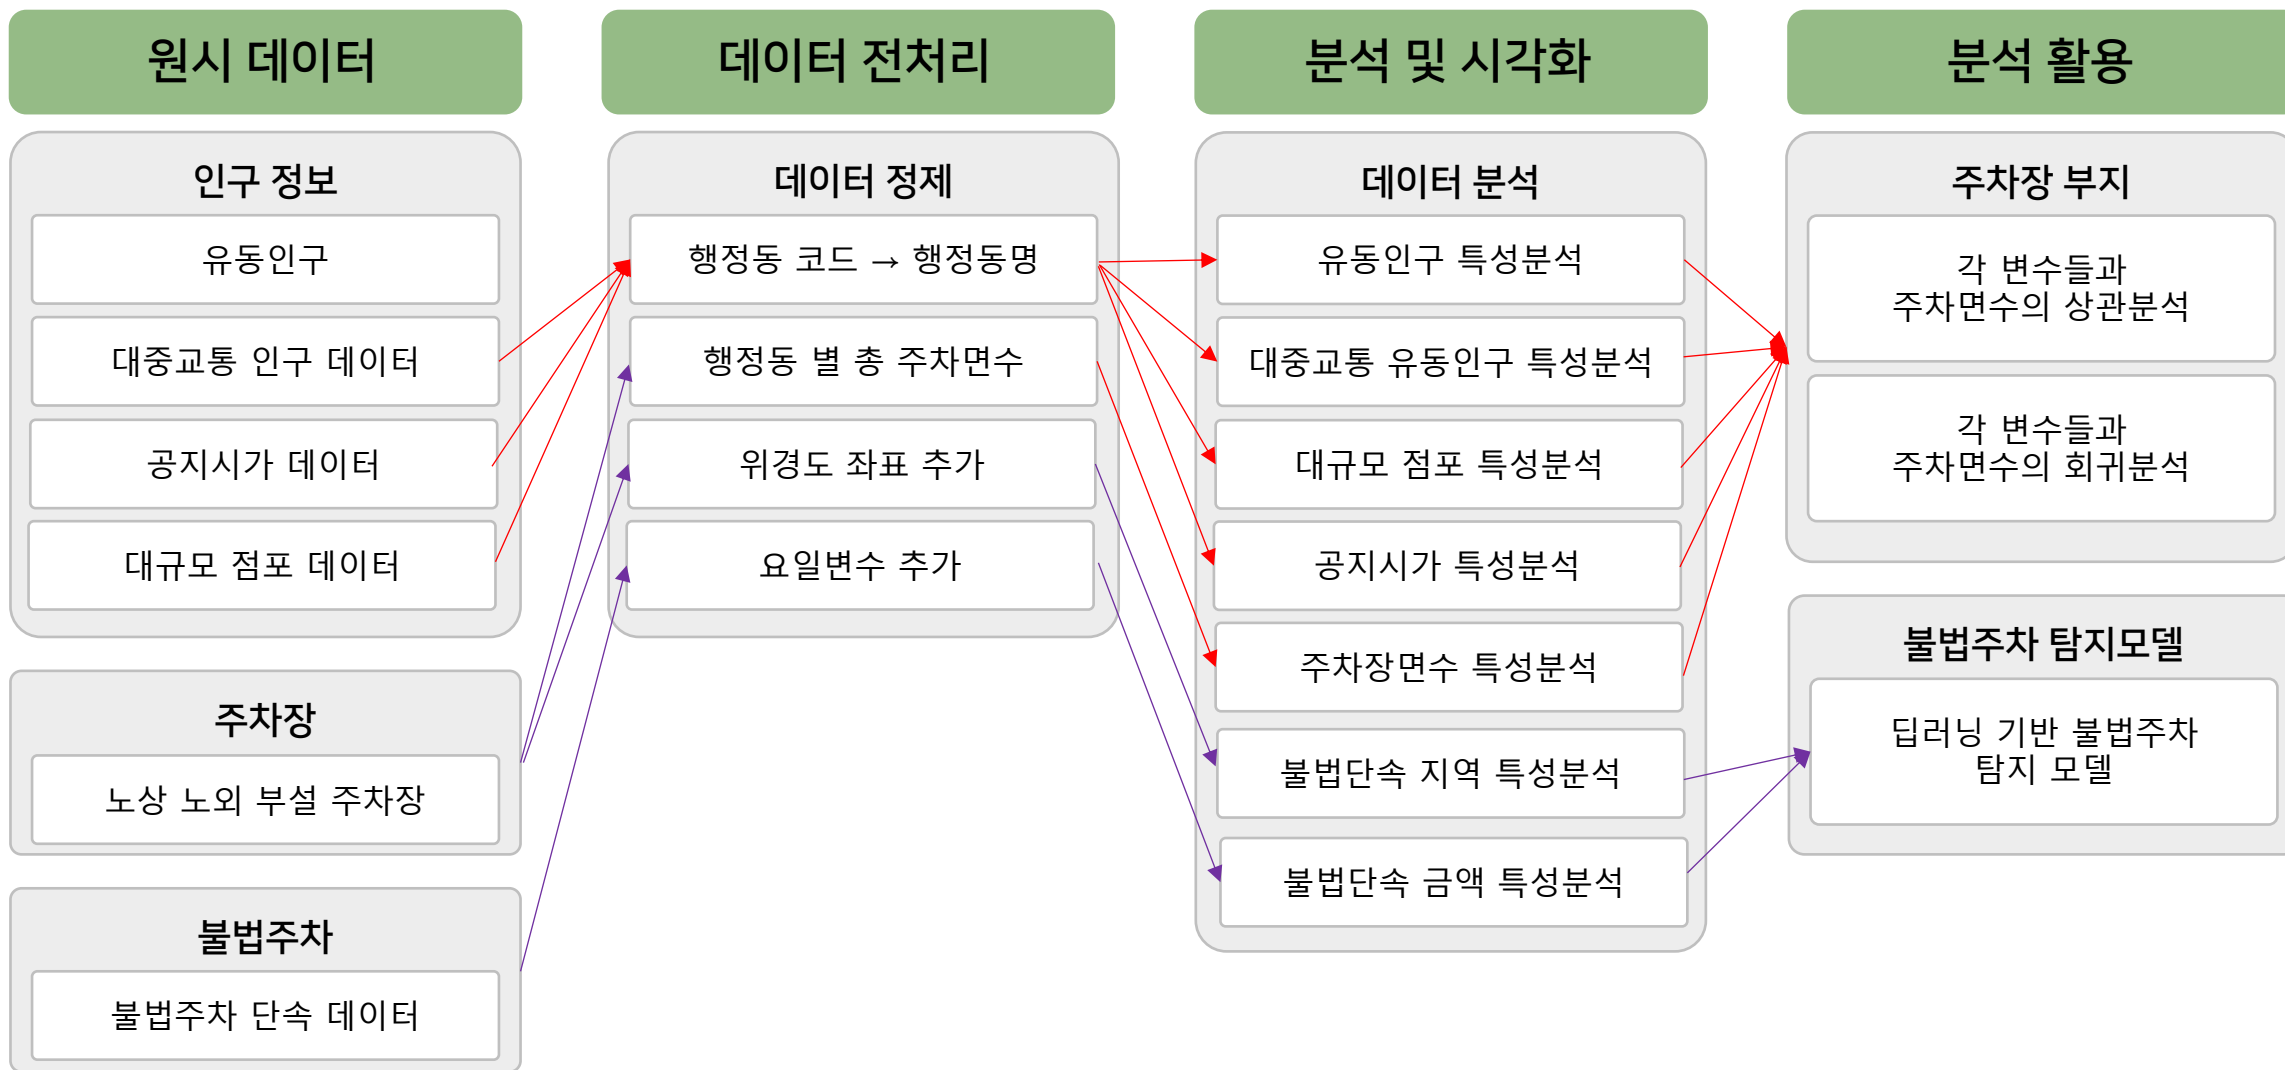 원시 데이터
인구 정보
유동인구
대중교통 인구 데이터
공지시가 데이터
대규모 점포 데이터
주차장
노상 노외 부설 주차장
불법주차
불법주차 단속 데이터
데이터 전처리
데이터 정제
행정동 코드 → 행정동명
행정동 별 총 주차면수
위경도 좌표 추가
요일변수 추가
분석 및 시각화
데이터 분석
유동인구 특성분석
대중교통 유동인구 특성분석
대규모 점포 특성분석
공지시가 특성분석
주차장면수 특성분석
불법단속 지역 특성분석
불법단속 금액 특성분석
분석 활용
주차장 부지
각 변수들과
주차면수의 상관분석
각 변수들과
주차면수의 회귀분석
불법주차 탐지모델
딥러닝 기반 불법주차
탐지 모델